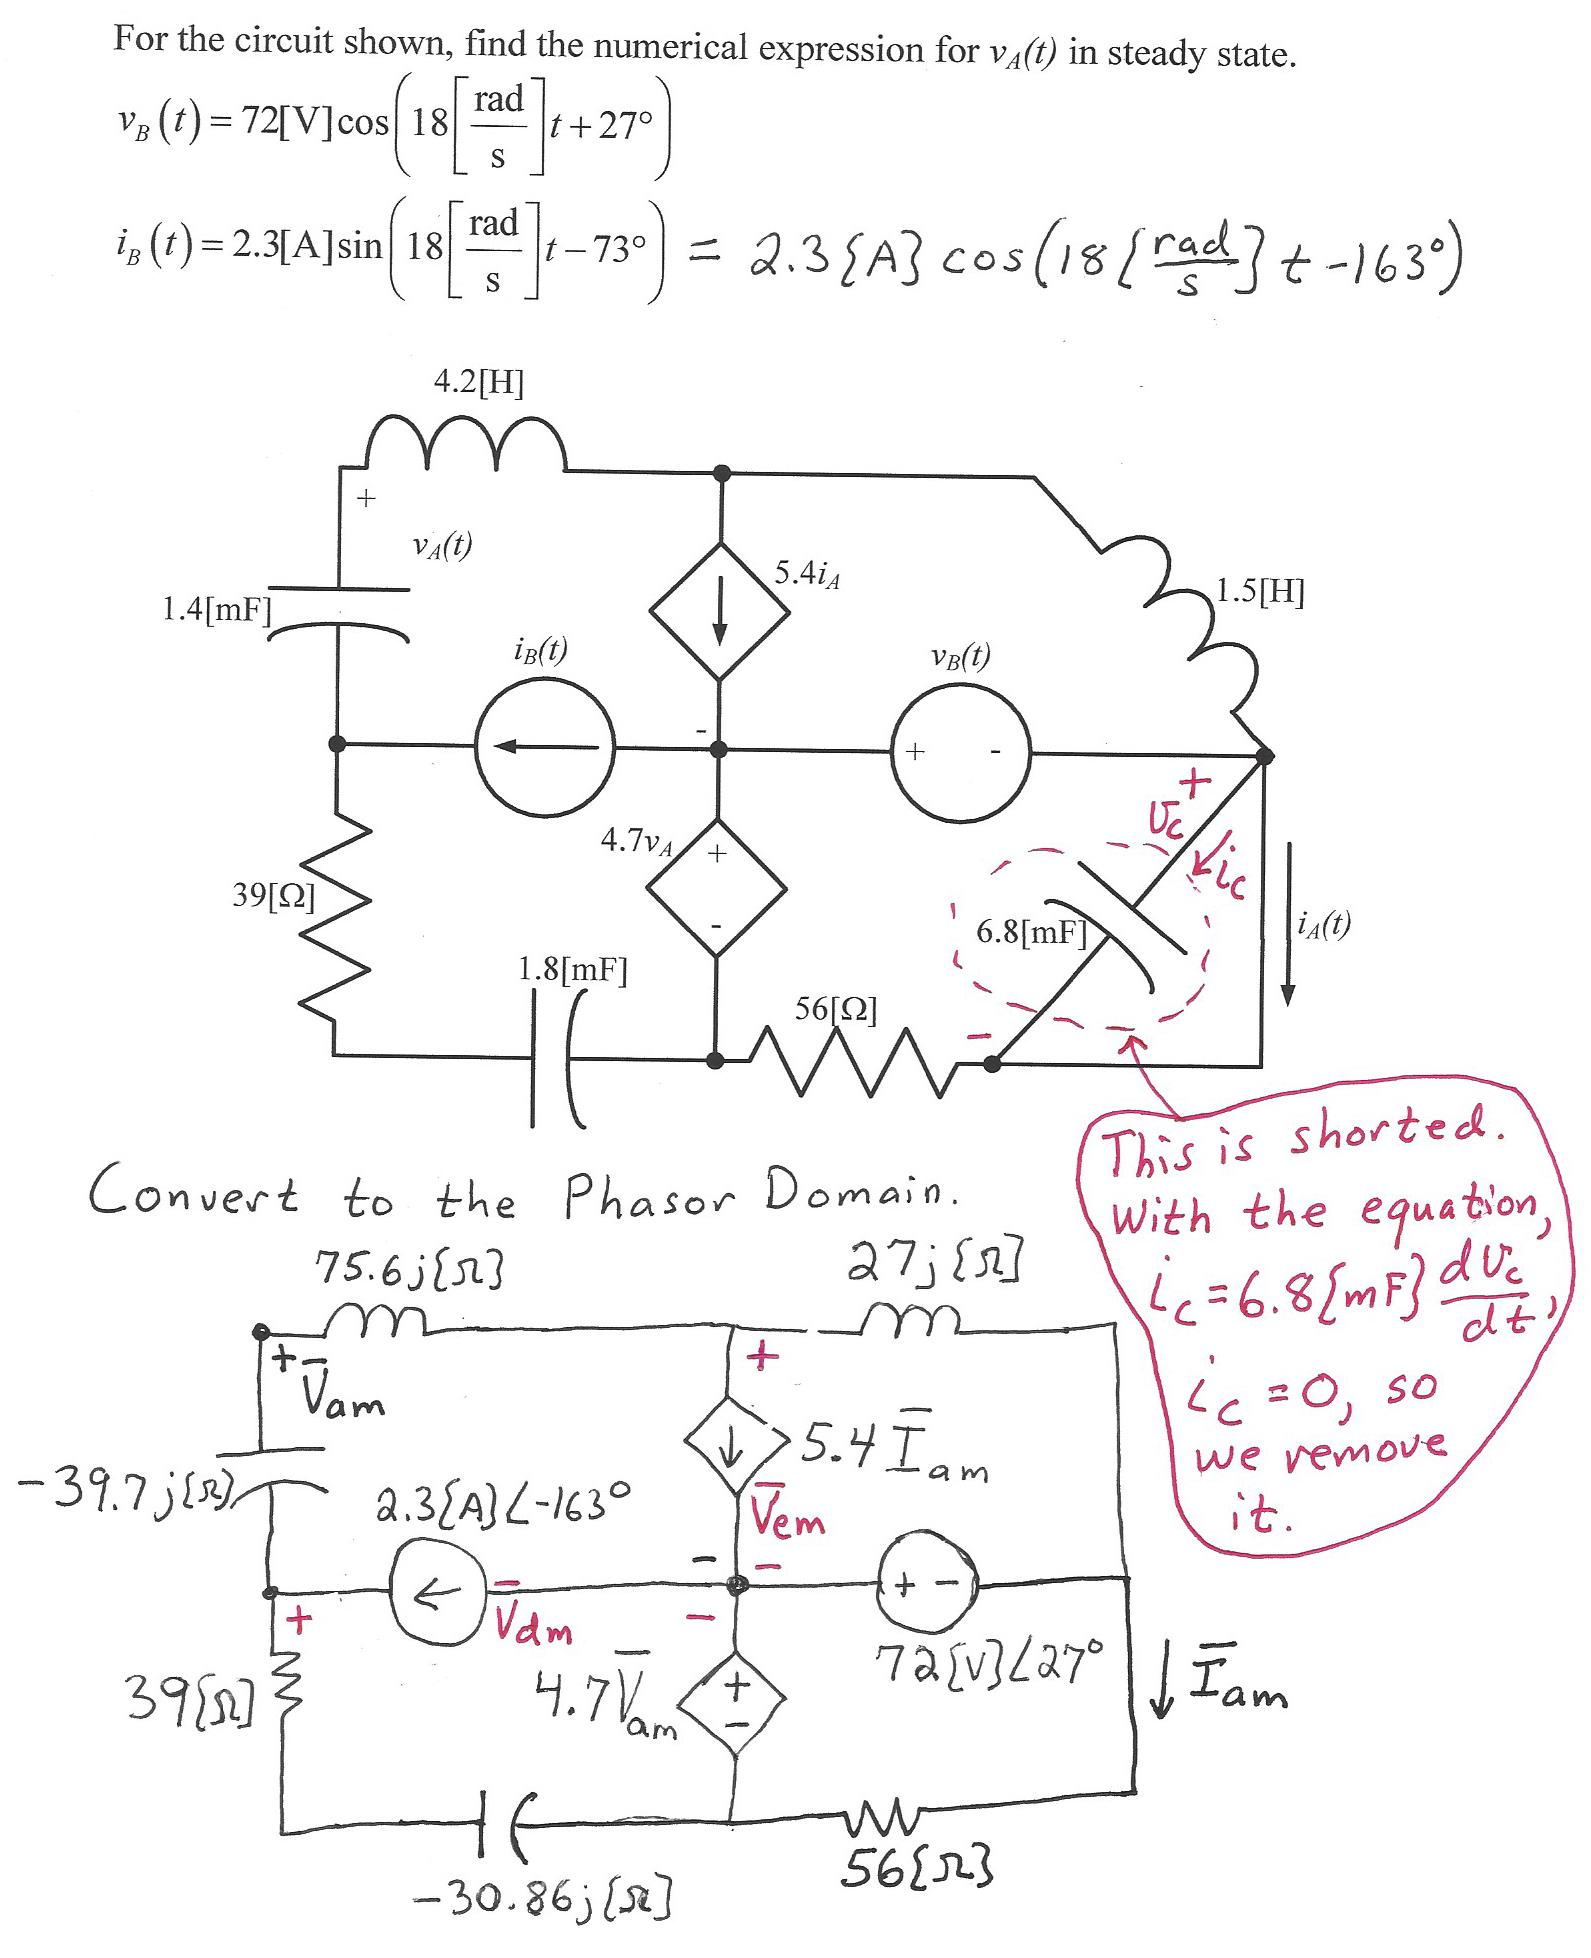 For the circuit shown, find the numerical expression for vA(t) in steady state.
vB(t) = 72[V]cos(18[rad/s]t + 27°)
iB(t) = 2.3[A]sin(18[rad/s]t − 73°) = 2.3[A]cos(18[rad/s]t -163°)
4.2[H]
+
vA(t)
5.4iA
1.5[H]
1.4[mF]
iB(t)
vB(t)
-
+ -
+
vc
ic
4.7vA
+
39[Ω]
6.8[mF]
iA(t)
-
1.8[mF]
56[Ω]
-
This is shorted.
With the equation,
ic = 6.8[mF] dvc/dt,
ic = 0, so
we remove
it.
Convert to the Phasor Domain.
75.6j[Ω]
27j[Ω]
+
Vam
+
5.4 Iam
-39.7j[Ω]
2.3[A]∠-163°
Vem
-
-
+ -
+
-
Vdm
-
72[V]∠27°
Iam
39[Ω]
4.7Vam
+
-
56[Ω]
-30.86j[Ω]